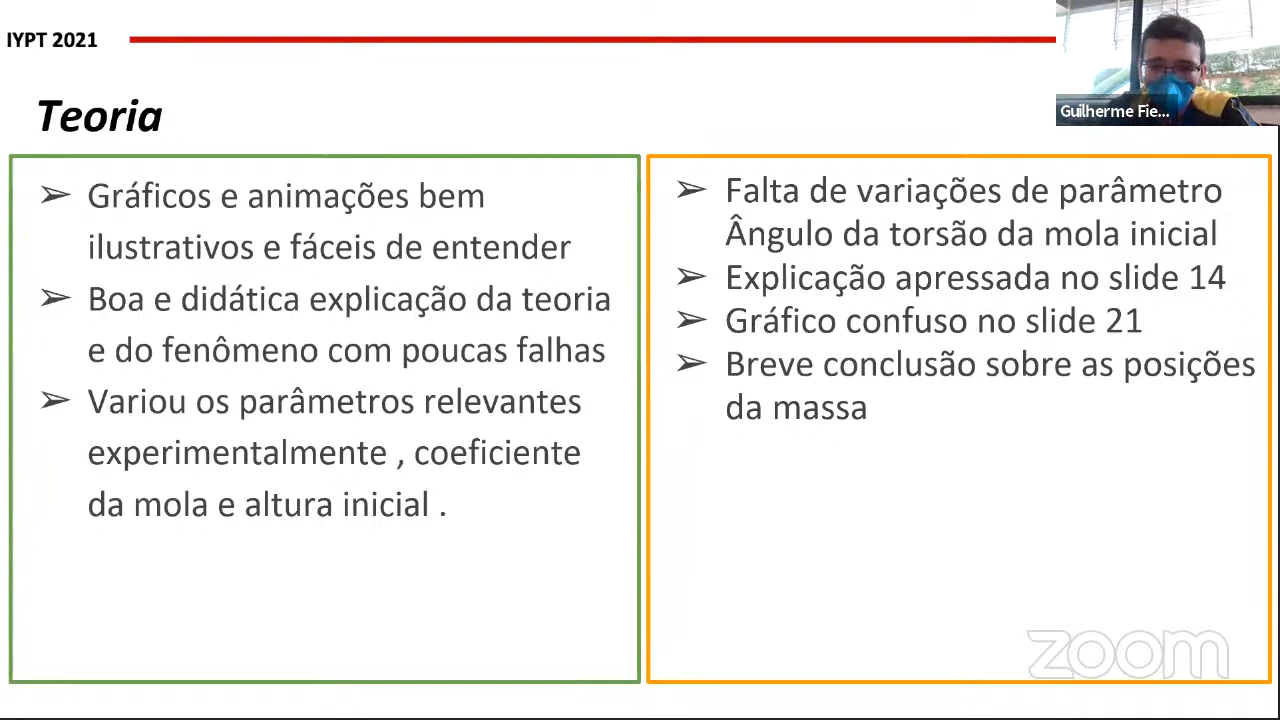 IYPT 2021
Guilherme Fie...
Teoria
➢ Gráficos e animações bem
ilustrativos e fáceis de entender
➢ Boa e didática explicação da teoria
e do fenômeno com poucas falhas
➢ Variou os parâmetros relevantes
experimentalmente , coeficiente
da mola e altura inicial .
➢ Falta de variações de parâmetro
Ângulo da torsão da mola inicial
➢ Explicação apressada no slide 14
➢ Gráfico confuso no slide 21
➢ Breve conclusão sobre as posições
da massa
zoom